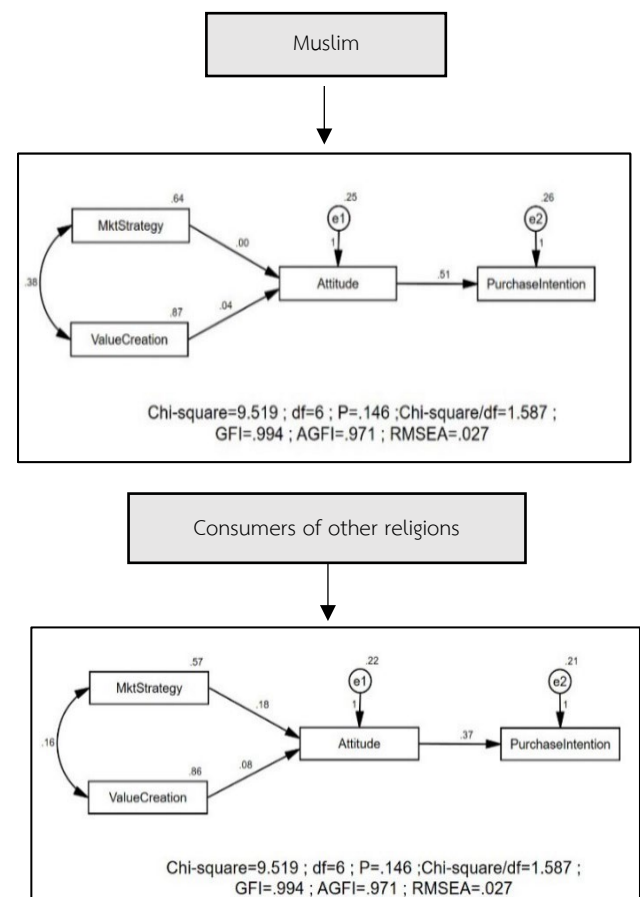 Muslim
.64
MktStrategy
.25
e1
1
.26
e2
1
.00
.38
Attitude
.51
PurchaseIntention
.04
.87
ValueCreation
Chi-square=9.519 ; df=6 ; P=.146 ;Chi-square/df=1.587 ;
GFI=.994 ; AGFI=.971 ; RMSEA=.027
Consumers of other religions
.57
MktStrategy
.22
e1
1
.21
e2
1
.18
.16
Attitude
.37
PurchaseIntention
.08
.86
ValueCreation
Chi-square=9.519 ; df=6 ; P=.146 ;Chi-square/df=1.587 ;
GFI=.994 ; AGFI=.971 ; RMSEA=.027